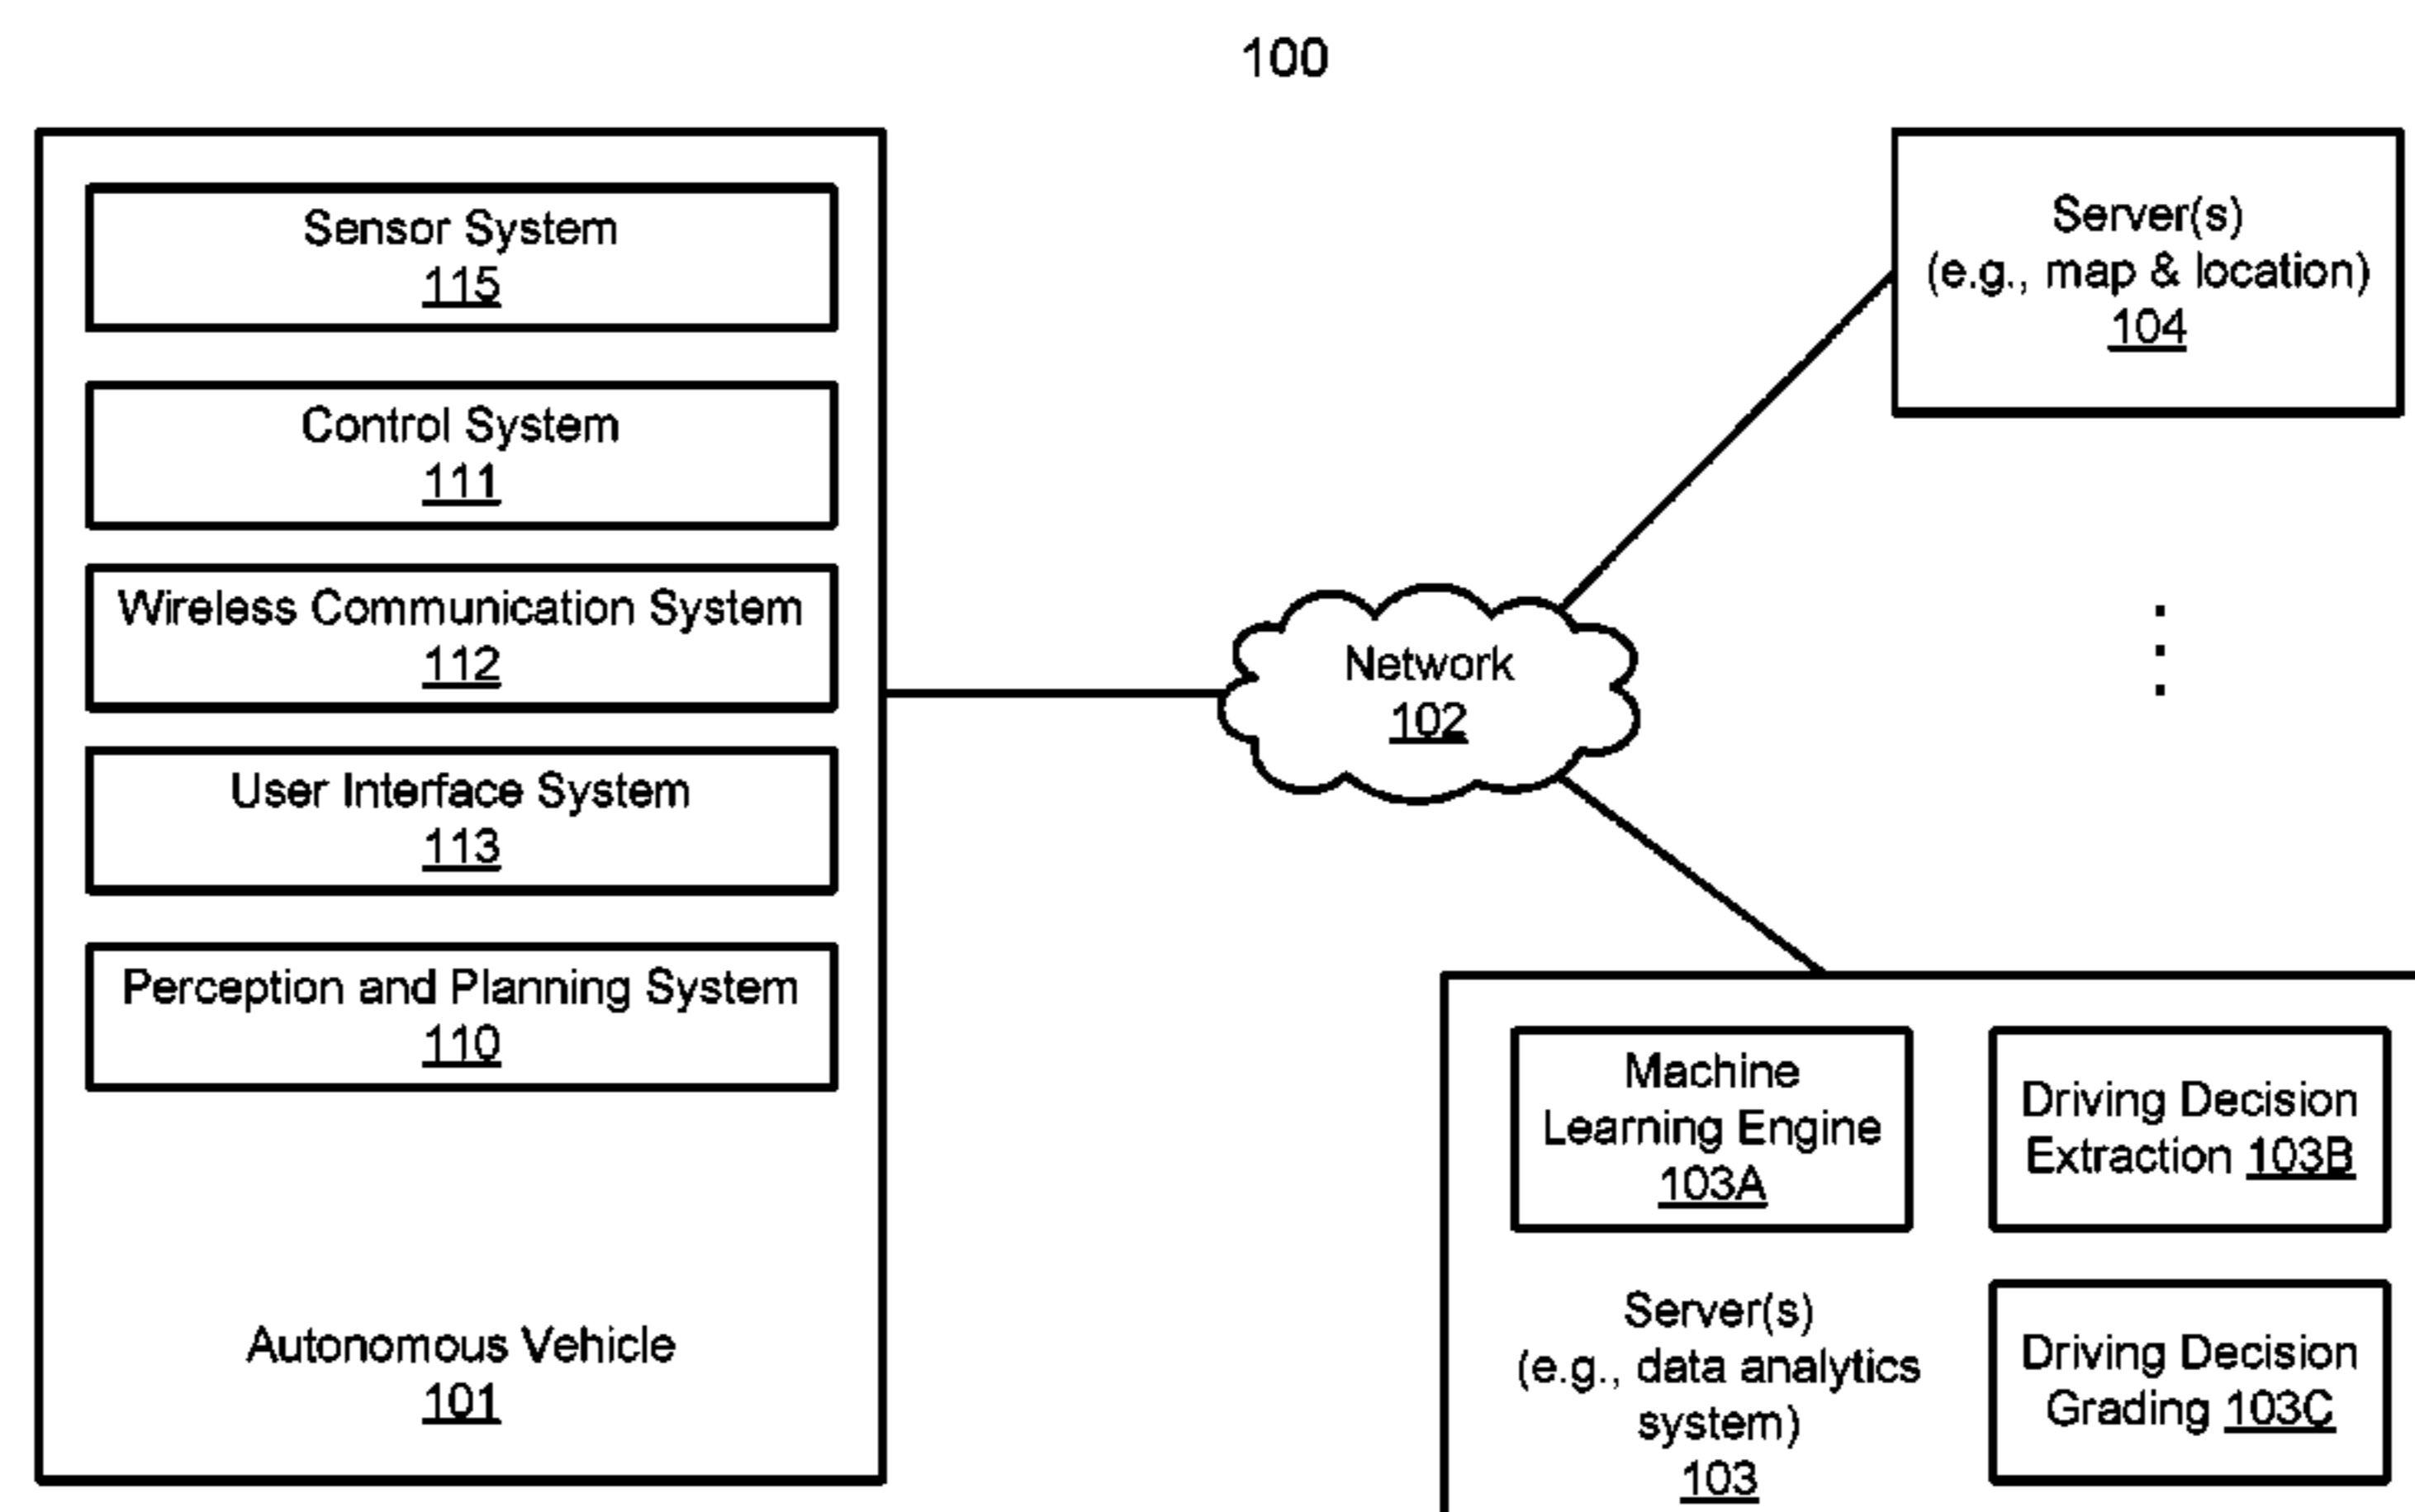 100
Sensor System
115
Control System
111
Wireless Communication System
112
User Interface System
113
Perception and Planning System
110
Autonomous Vehicle
101
Network
102
Server(s)
(e.g., map & location)
104
Machine
Learning Engine
103A
Driving Decision
Extraction 103B
Server(s)
(e.g., data analytics
system)
103
Driving Decision
Grading 103C